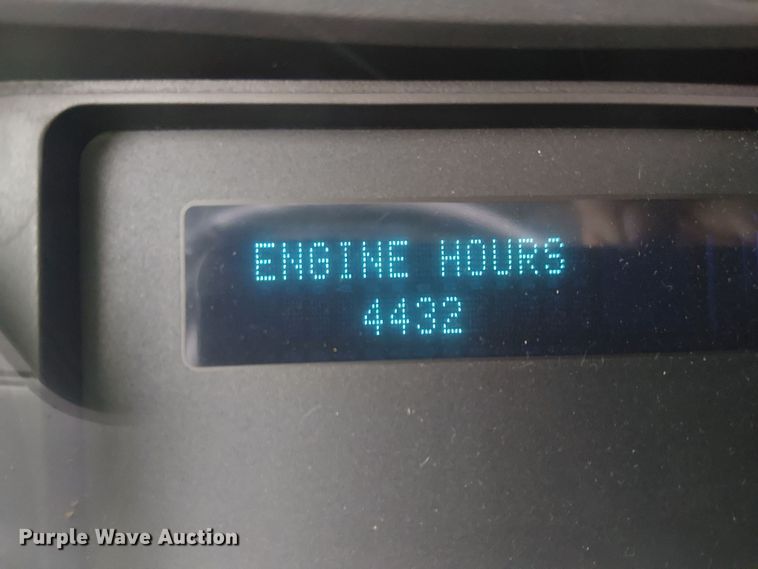 ENGINE HOURS
4432
Purple Wave Auction